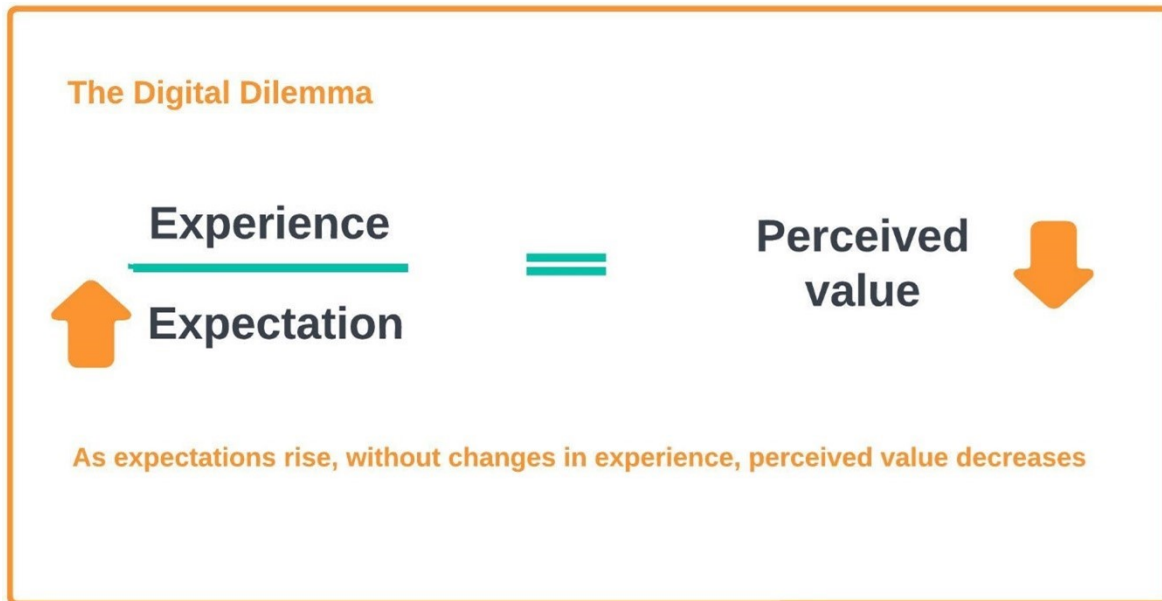 The Digital Dilemma
Experience
Expectation
=
Perceived
value
As expectations rise, without changes in experience, perceived value decreases